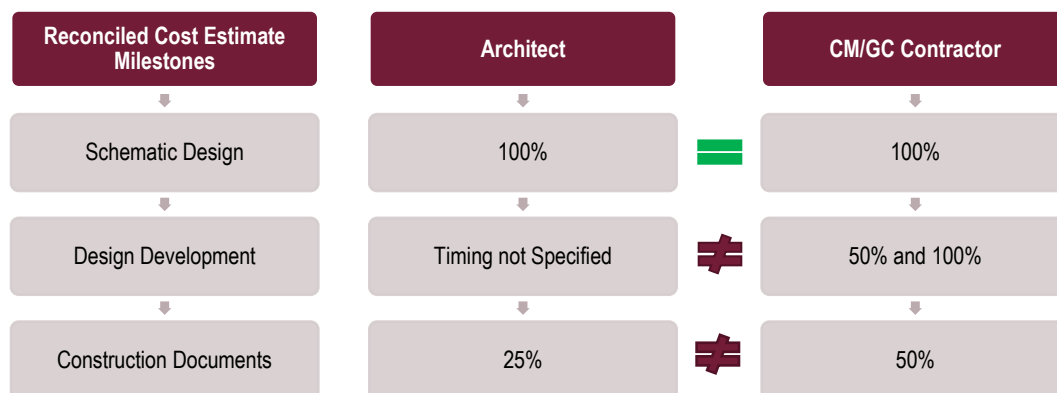 Reconciled Cost Estimate
Milestones
Architect
CM/GC Contractor
Schematic Design
100%
100%
Design Development
Timing not Specified
50% and 100%
Construction Documents
25%
50%